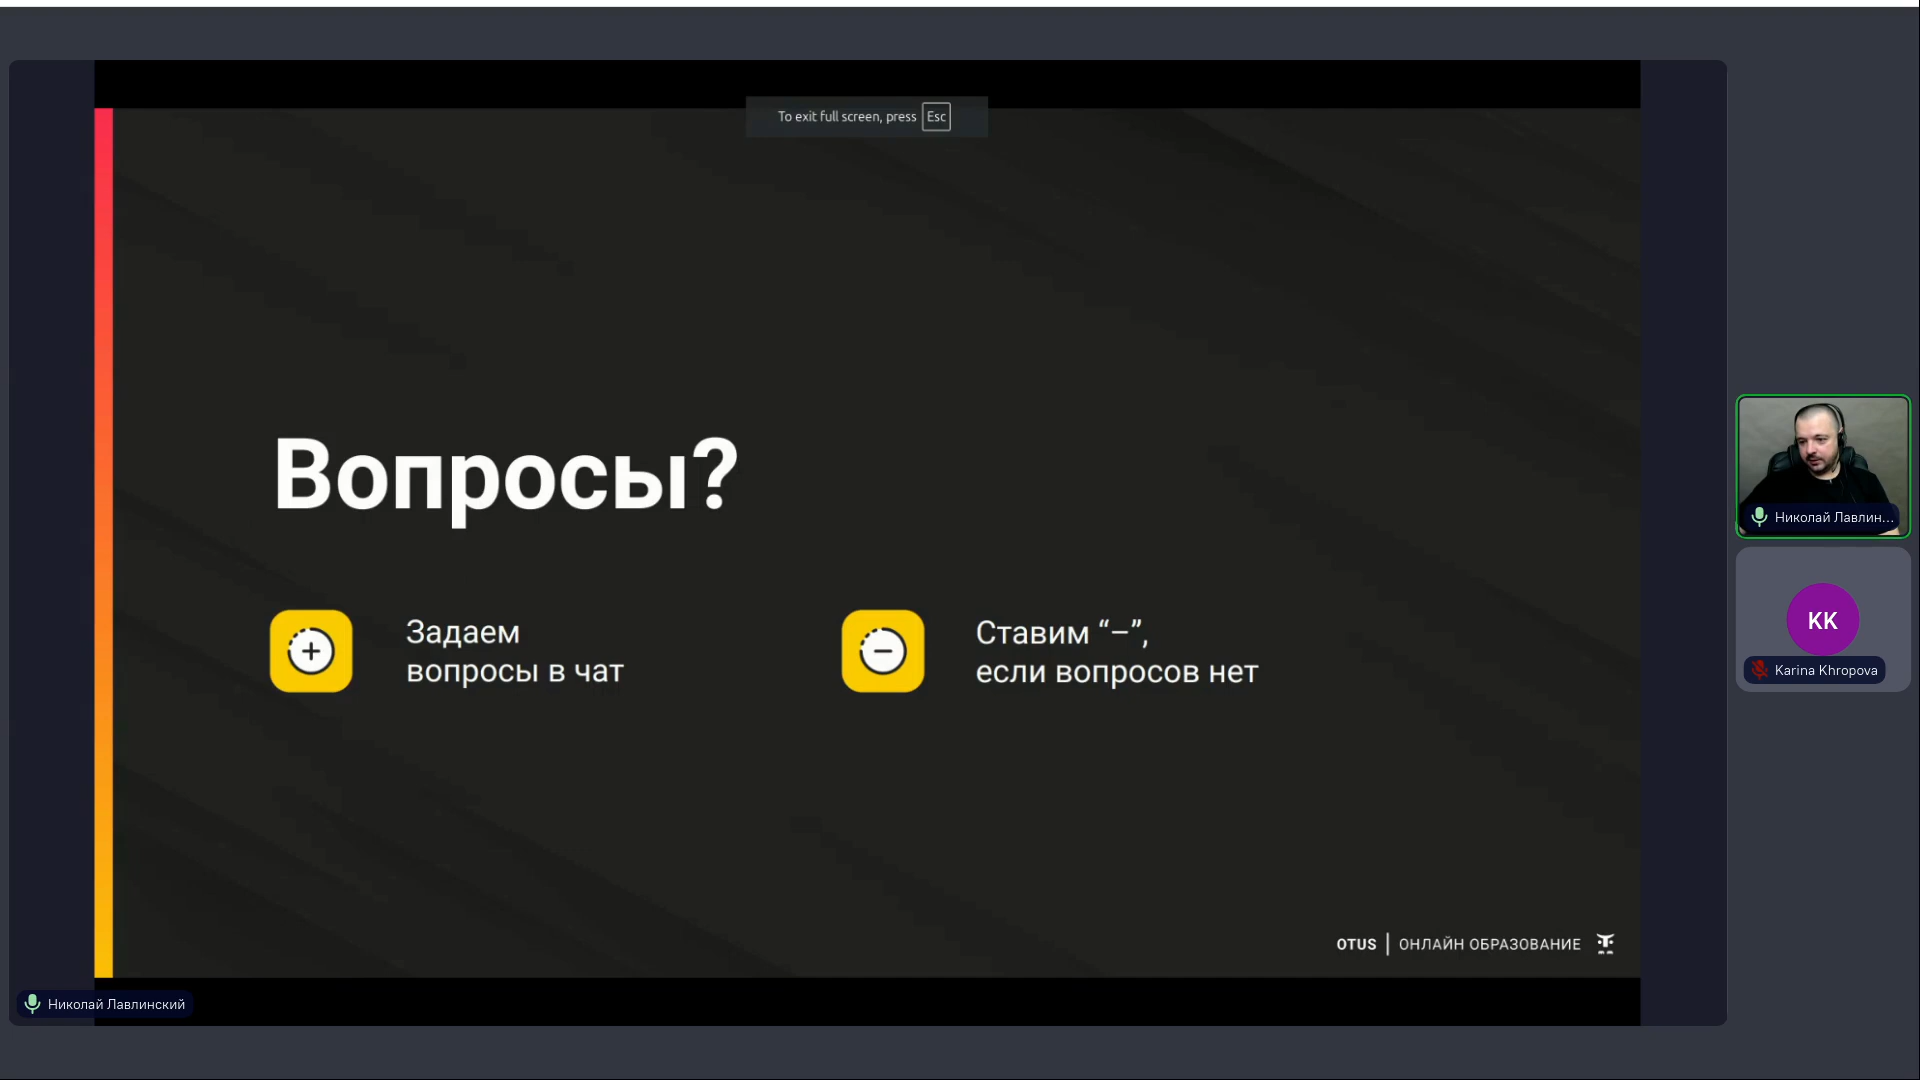 To exit full screen, press Esc
Вопросы?
Задаем
вопросы в чат
Ставим “–”,
если вопросов нет
OTUS | ОНЛАЙН ОБРАЗОВАНИЕ
Николай Лавлинский
Николай Лавлин...
KK
Karina Khropova